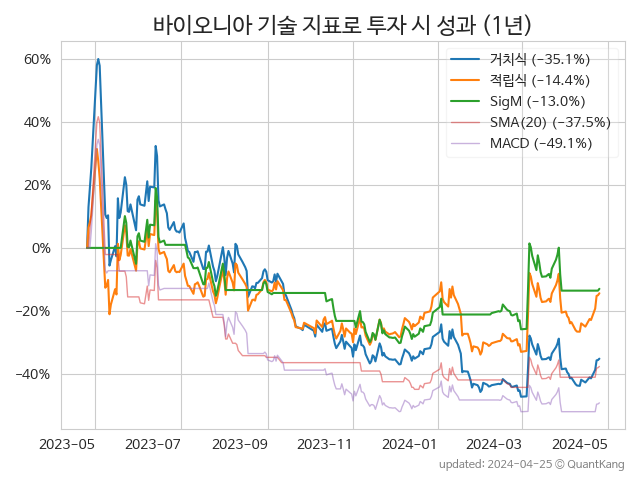 바이오니아 기술 지표로 투자 시 성과 (1년)
거치식 (−35.1%)
적립식 (−14.4%)
SigM (−13.0%)
SMA(20) (−37.5%)
MACD (−49.1%)
60%
40%
20%
0%
−20%
−40%
2023-05 2023-07 2023-09 2023-11 2024-01 2024-03 2024-05
updated: 2024-04-25 © QuantKang